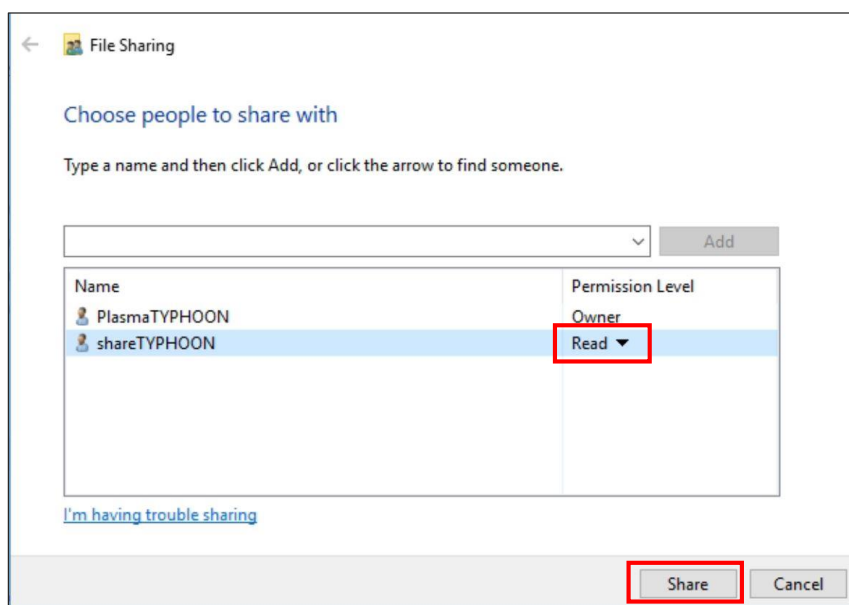 File Sharing
Choose people to share with
Type a name and then click Add, or click the arrow to find someone.
Add
Name Permission Level
PlasmaTYPHOON Owner
shareTYPHOON Read
I'm having trouble sharing
Share Cancel